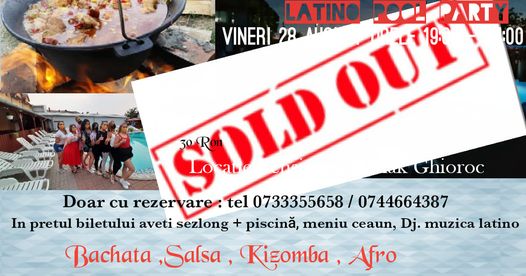 LATINO POOL PARTY
VINERI 28
SOLD OUT
30 Ron
Ghioroc
Doar cu rezervare : tel 0733355658 / 0744664387
In pretul biletului aveti sezlong + piscină, meniu ceaun, Dj. muzica latino
Bachata ,Salsa , Kizomba , Afro